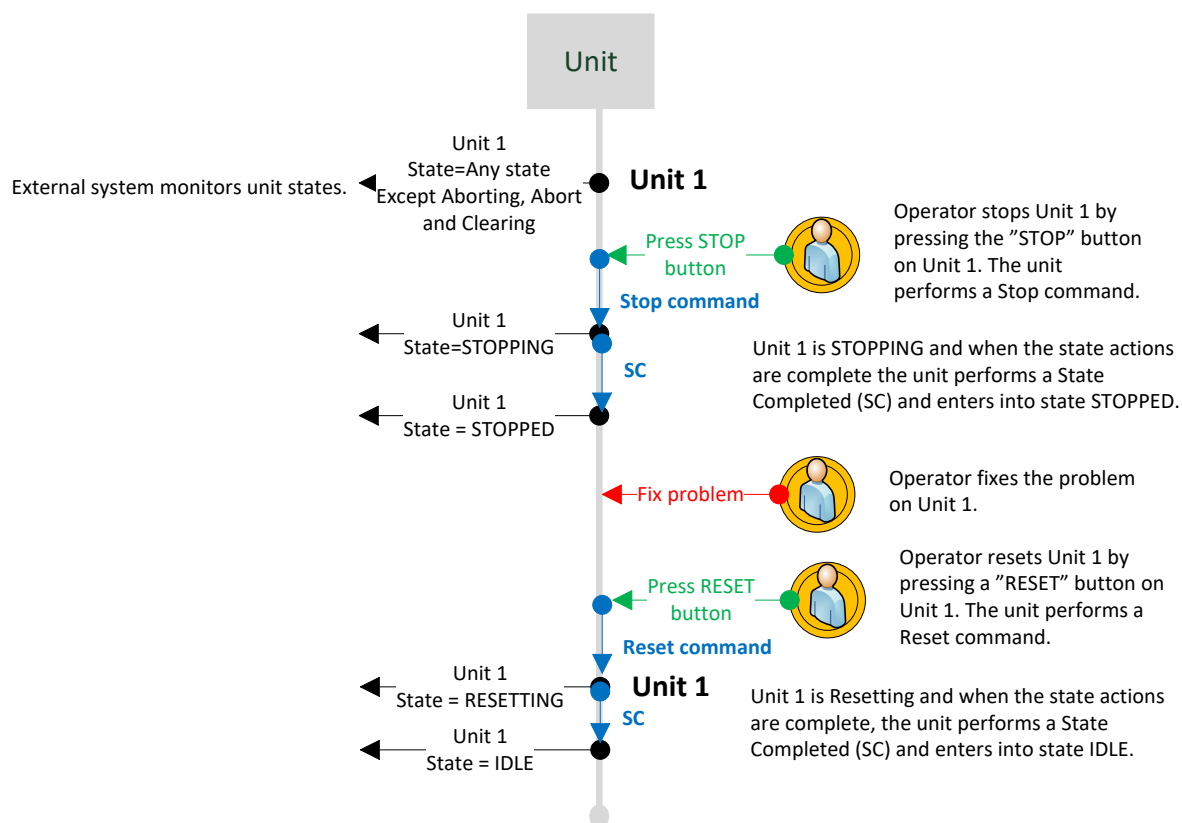 Unit
Unit 1
State=Any state
Except Aborting, Abort
and Clearing
External system monitors unit states.
Unit 1
Operator stops Unit 1 by
pressing the ”STOP” button
on Unit 1. The unit
performs a Stop command.
Press STOP
button
Stop command
Unit 1
State=STOPPING
Unit 1 is STOPPING and when the state actions
are complete the unit performs a State
Completed (SC) and enters into state STOPPED.
SC
Unit 1
State = STOPPED
Fix problem
Operator fixes the problem
on Unit 1.
Operator resets Unit 1 by
pressing a ”RESET” button on
Unit 1. The unit performs a
Reset command.
Press RESET
button
Reset command
Unit 1
State = RESETTING
Unit 1
Unit 1 is Resetting and when the state actions
are complete, the unit performs a State
Completed (SC) and enters into state IDLE.
SC
Unit 1
State = IDLE